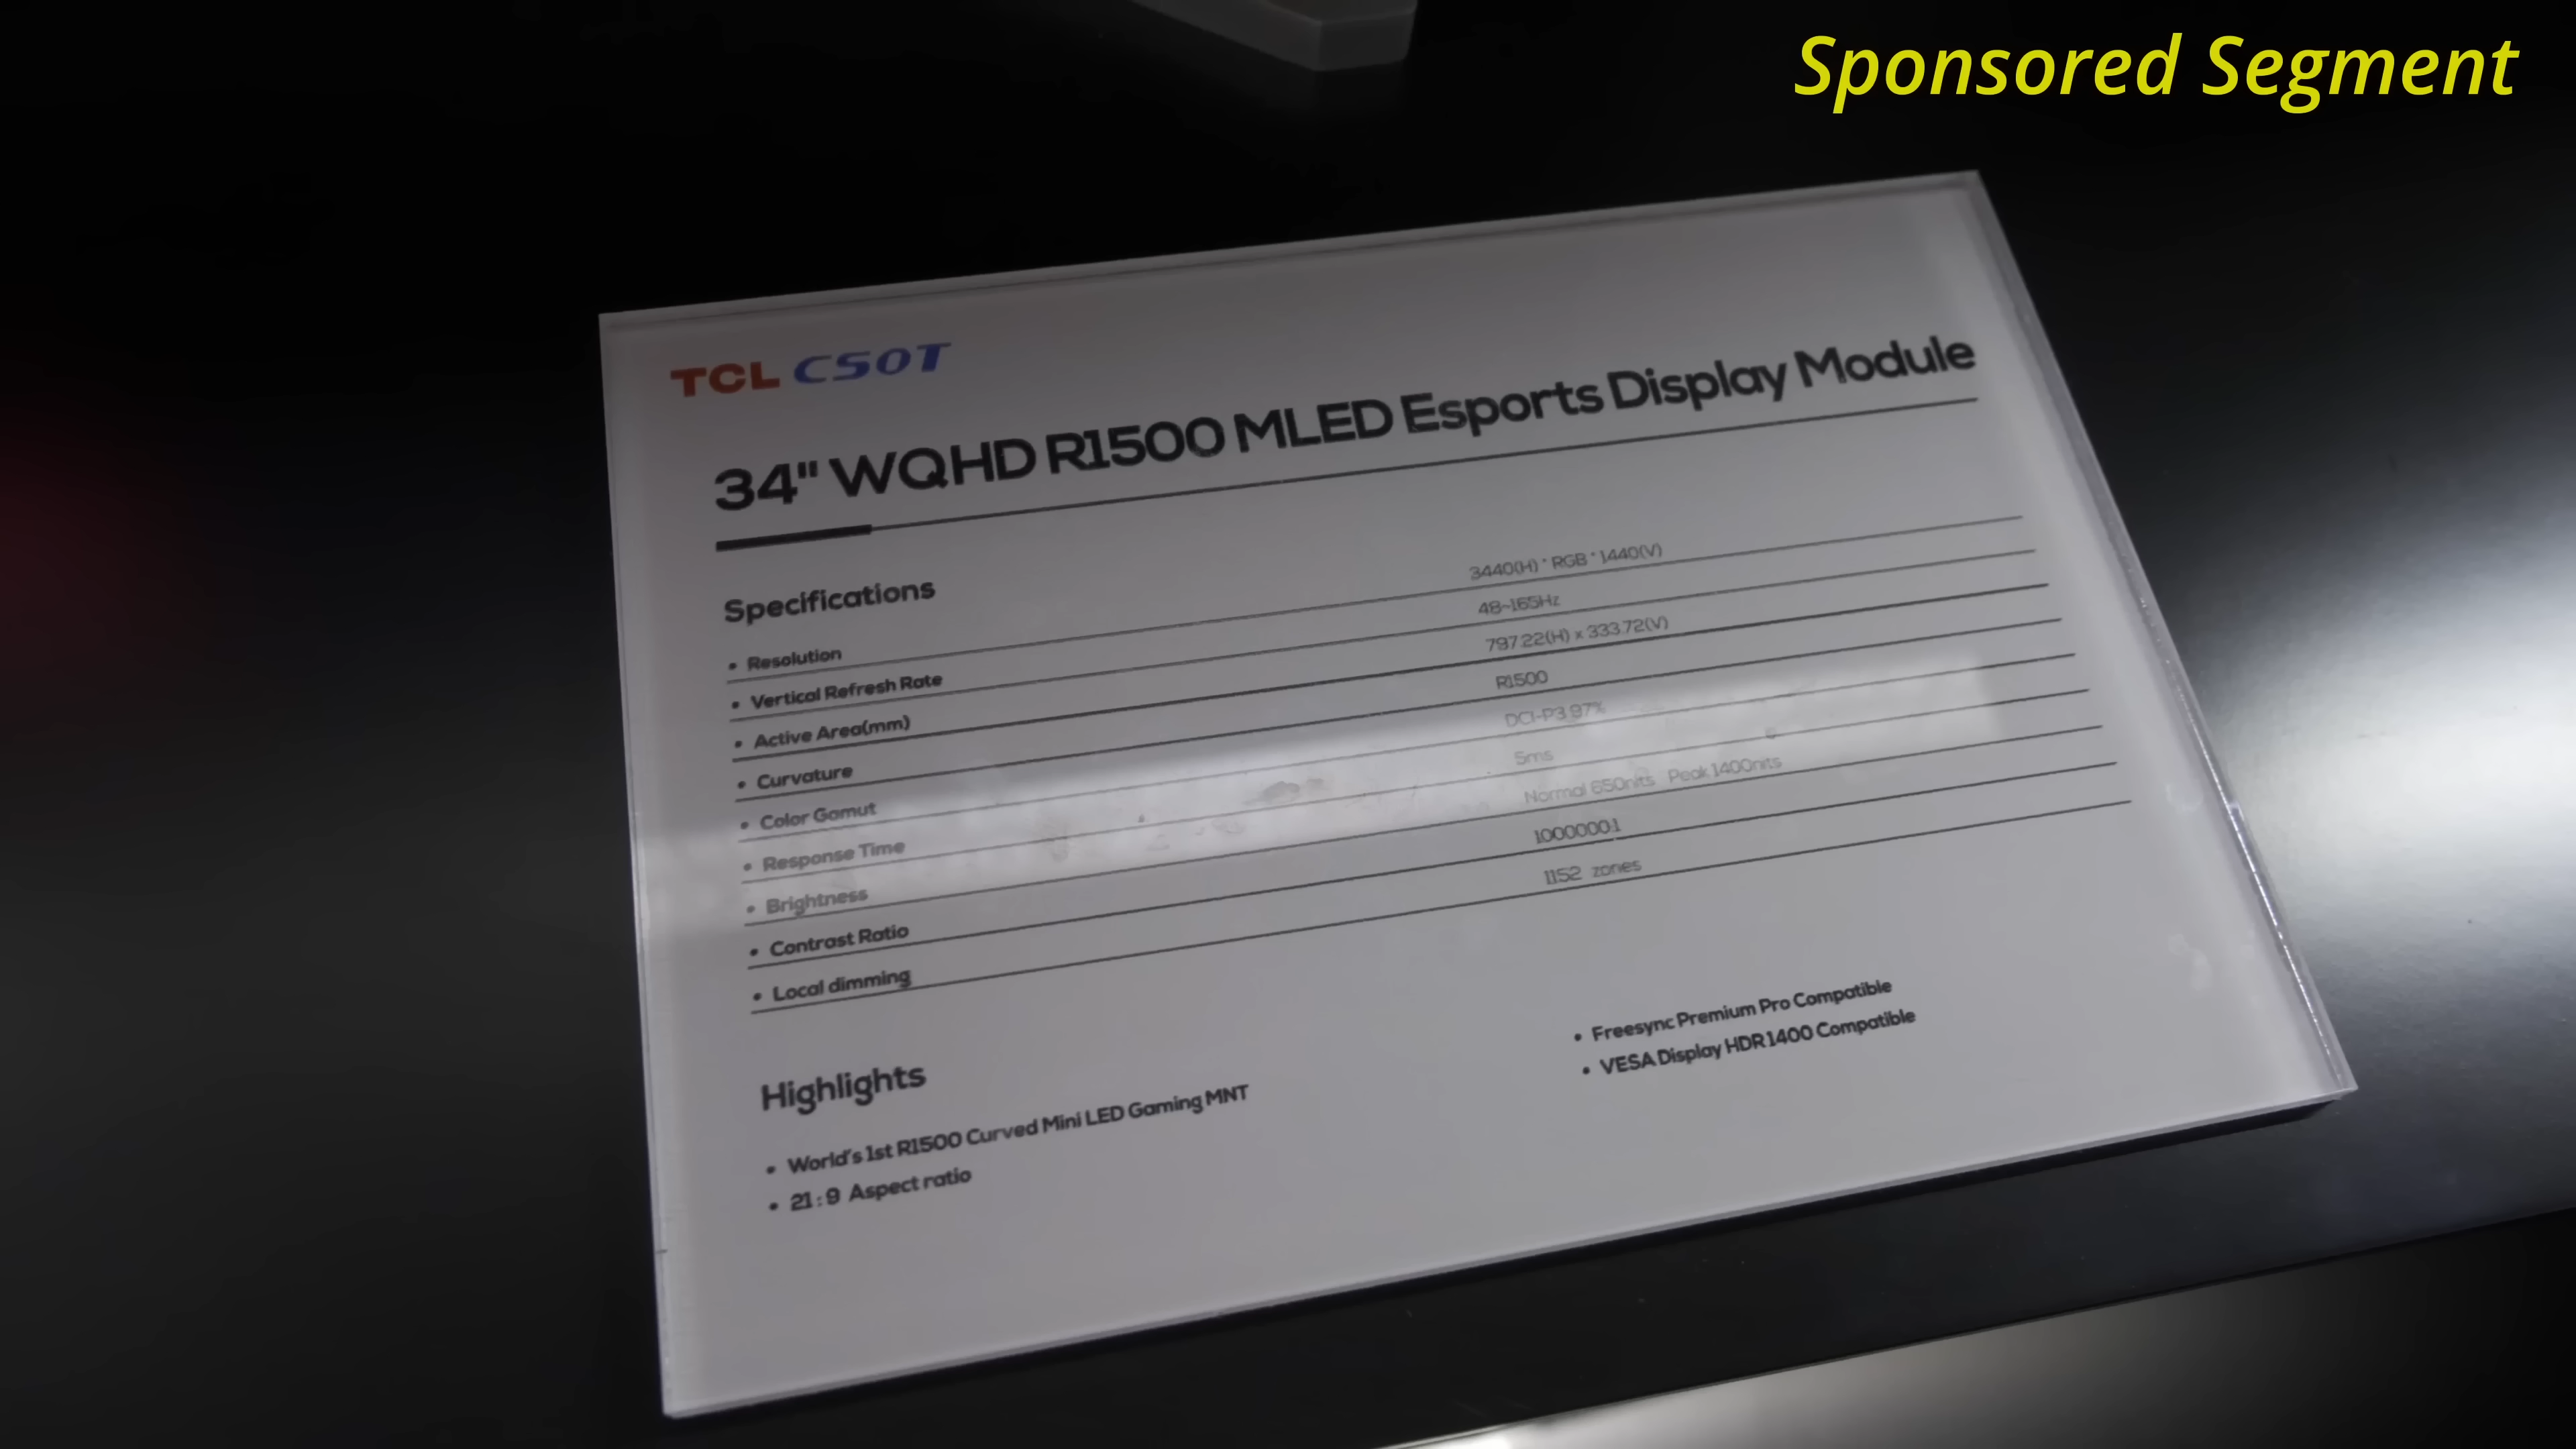 Sponsored Segment
TCL CSOT
34" WQHD R1500 MLED Esports Display Module
Specifications
• Resolution 3440(H) * RGB * 1440(V)
• Vertical Refresh Rate 48~165Hz
• Active Area(mm) 797.22(H) x 333.72(V)
• Curvature R1500
• Color Gamut DCI-P3 97%
• Response Time 5ms
• Brightness Normal 650nits Peak 1400nits
• Contrast Ratio 1000000:1
• Local dimming 1152 zones
Highlights
• World's 1st R1500 Curved Mini LED Gaming MNT
• 21 : 9 Aspect ratio
• Freesync Premium Pro Compatible
• VESA Display HDR 1400 Compatible